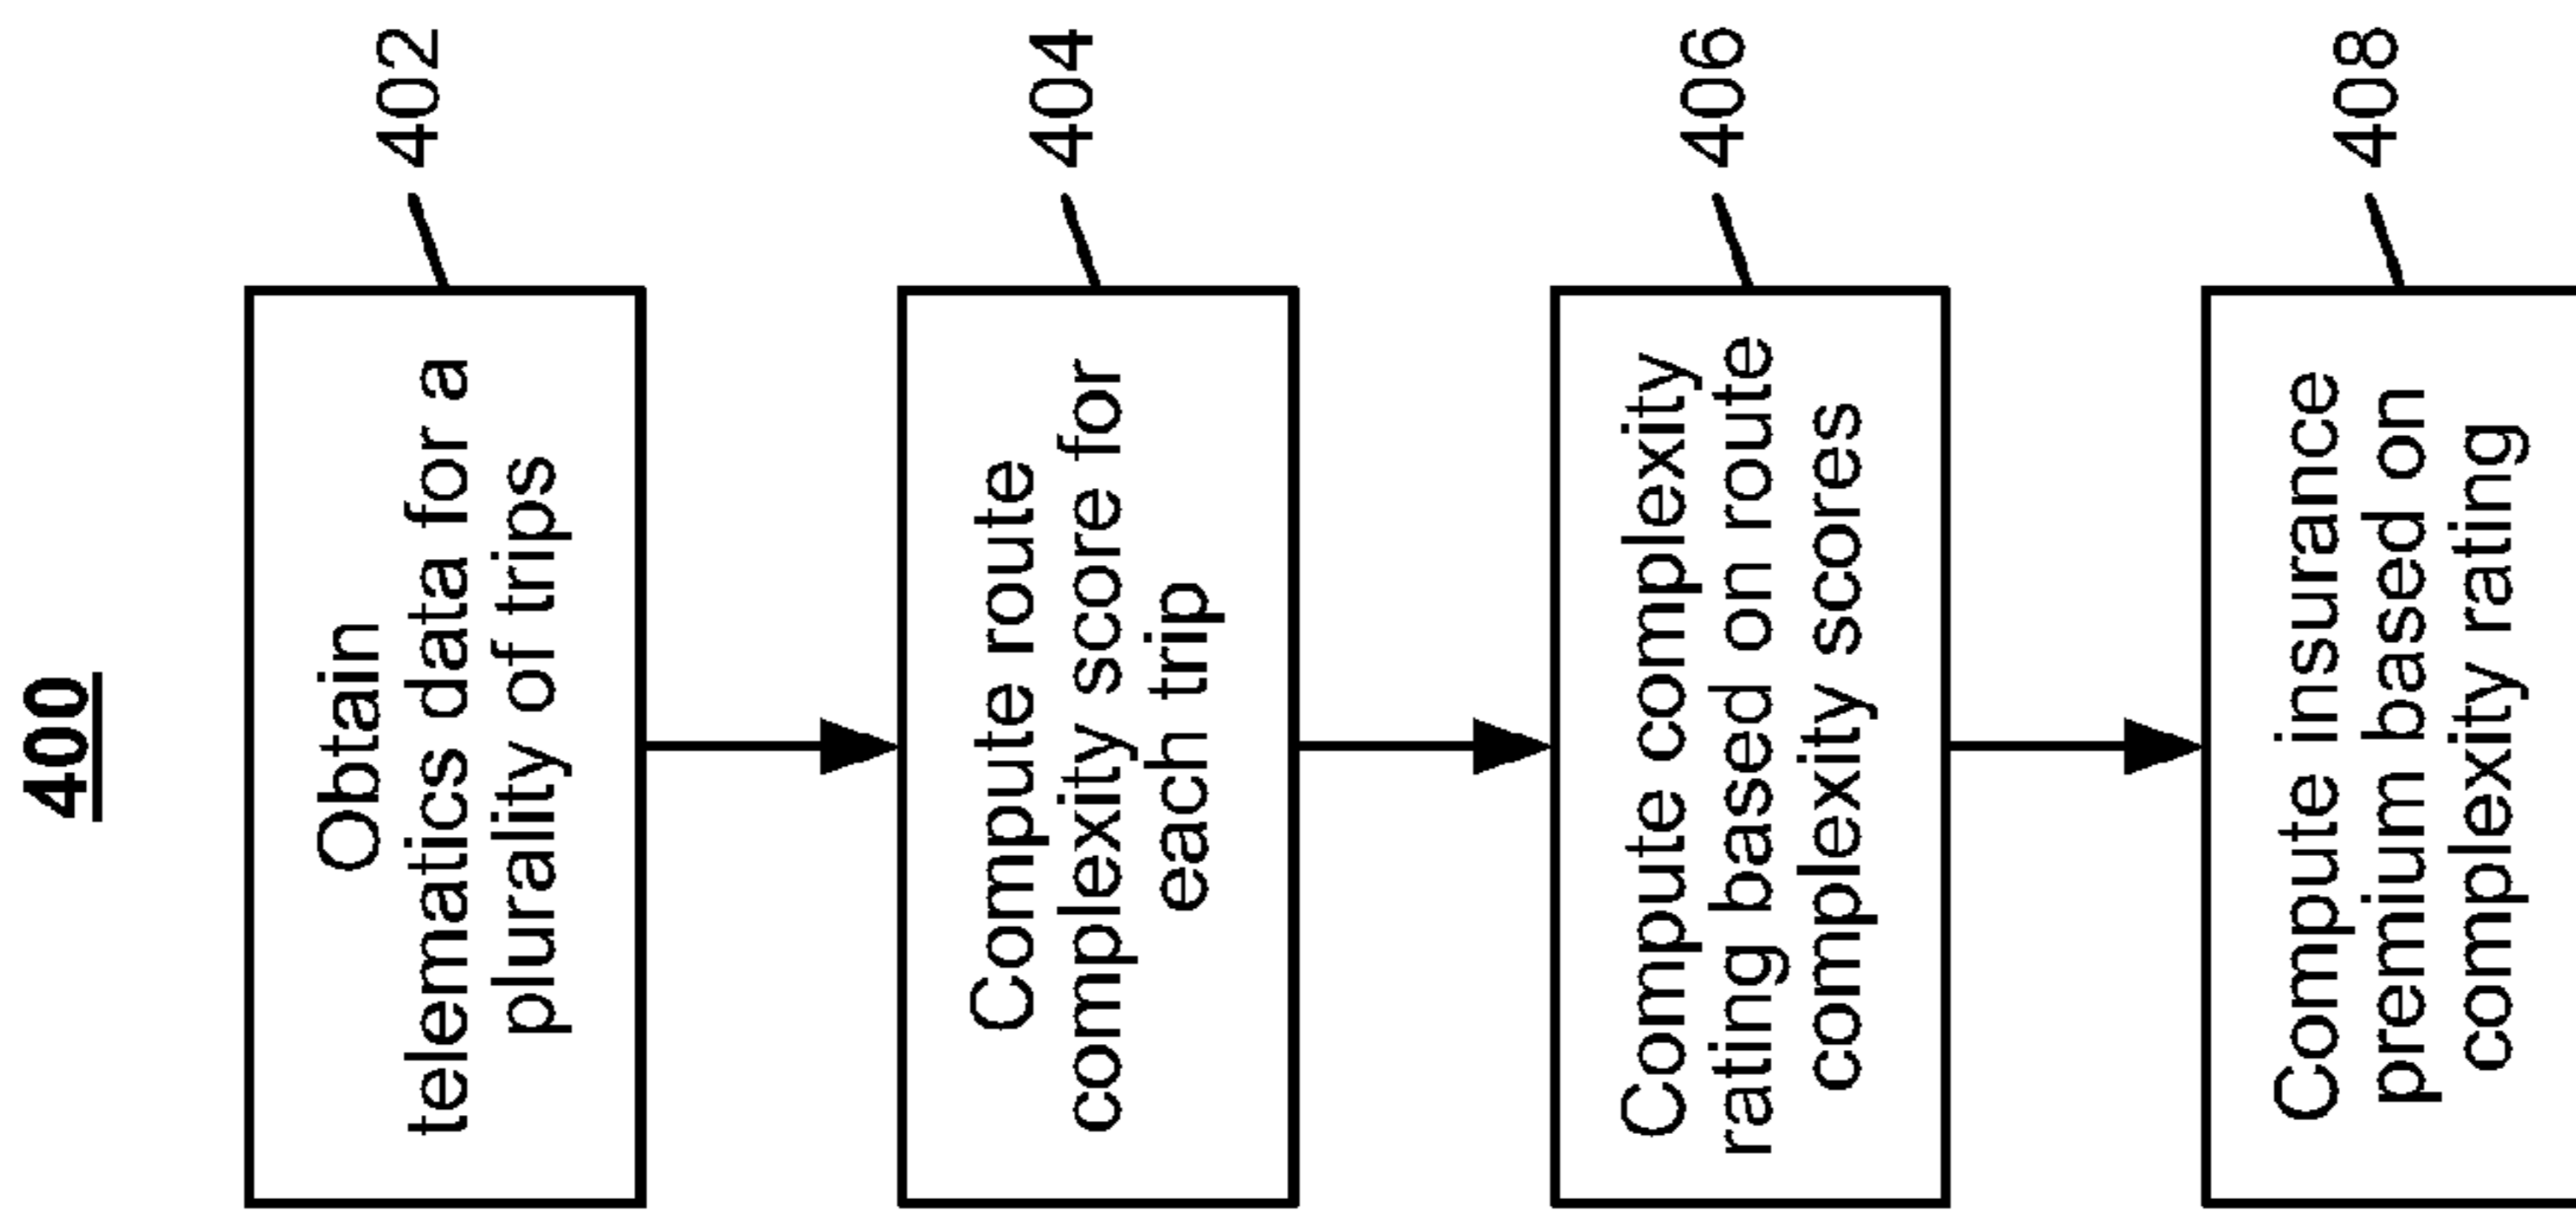 400
Obtain
telematics data for a
plurality of trips
402
Compute route
complexity score for
each trip
404
Compute complexity
rating based on route
complexity scores
406
Compute insurance
premium based on
complexity rating
408